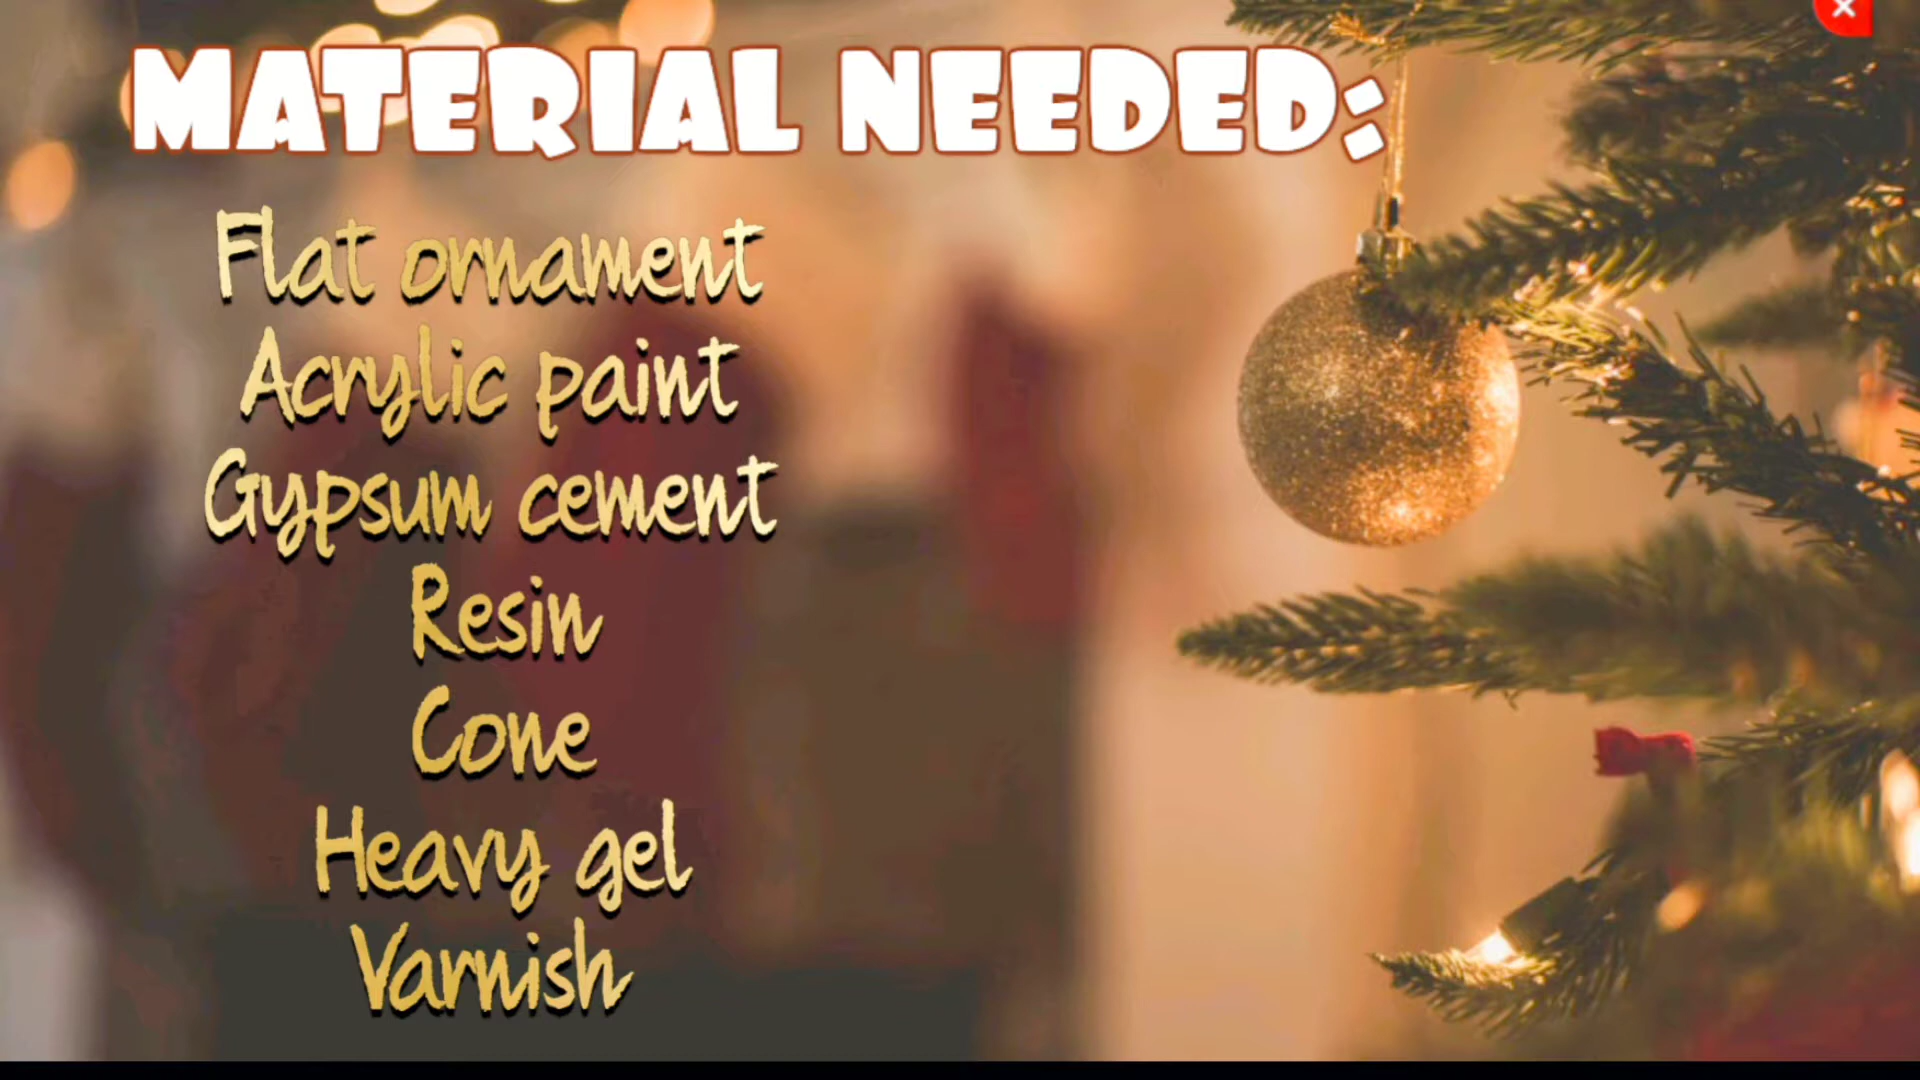 MATERIAL NEEDED:
Flat ornament
Acrylic paint
Gypsum cement
Resin
Cone
Heavy gel
Varnish